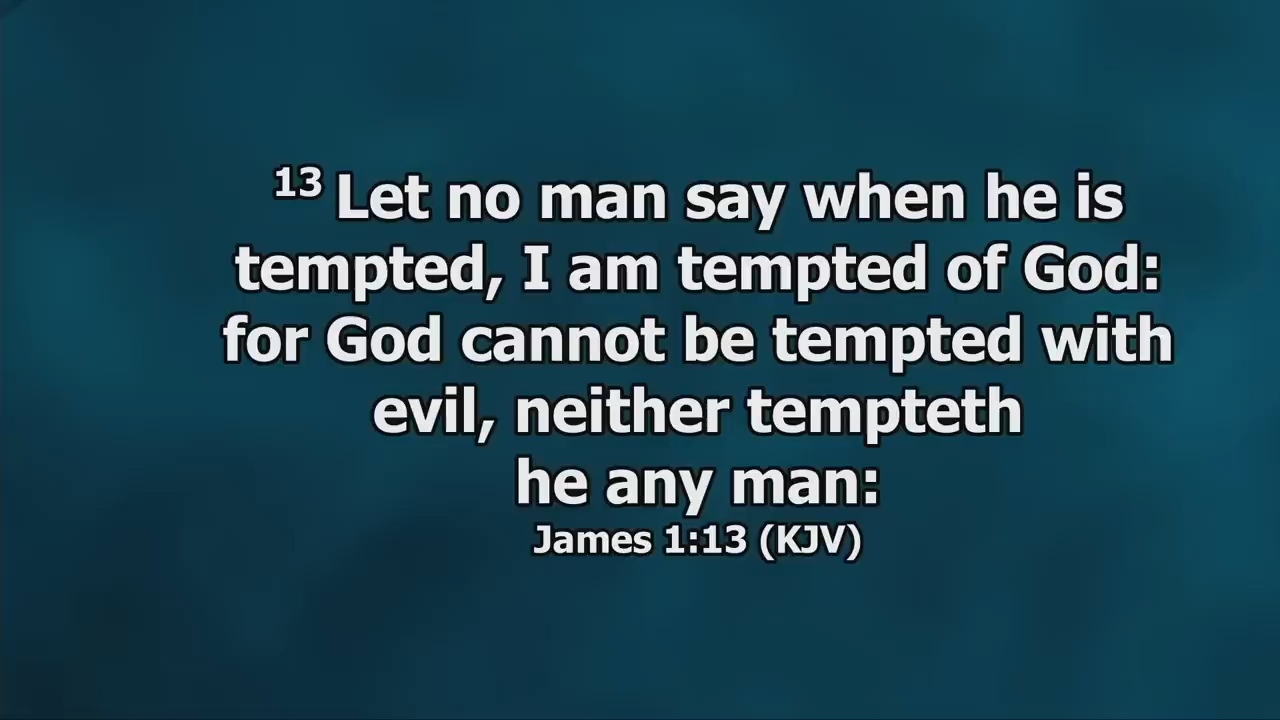 13 Let no man say when he is
tempted, I am tempted of God:
for God cannot be tempted with
evil, neither tempteth
he any man:
James 1:13 (KJV)